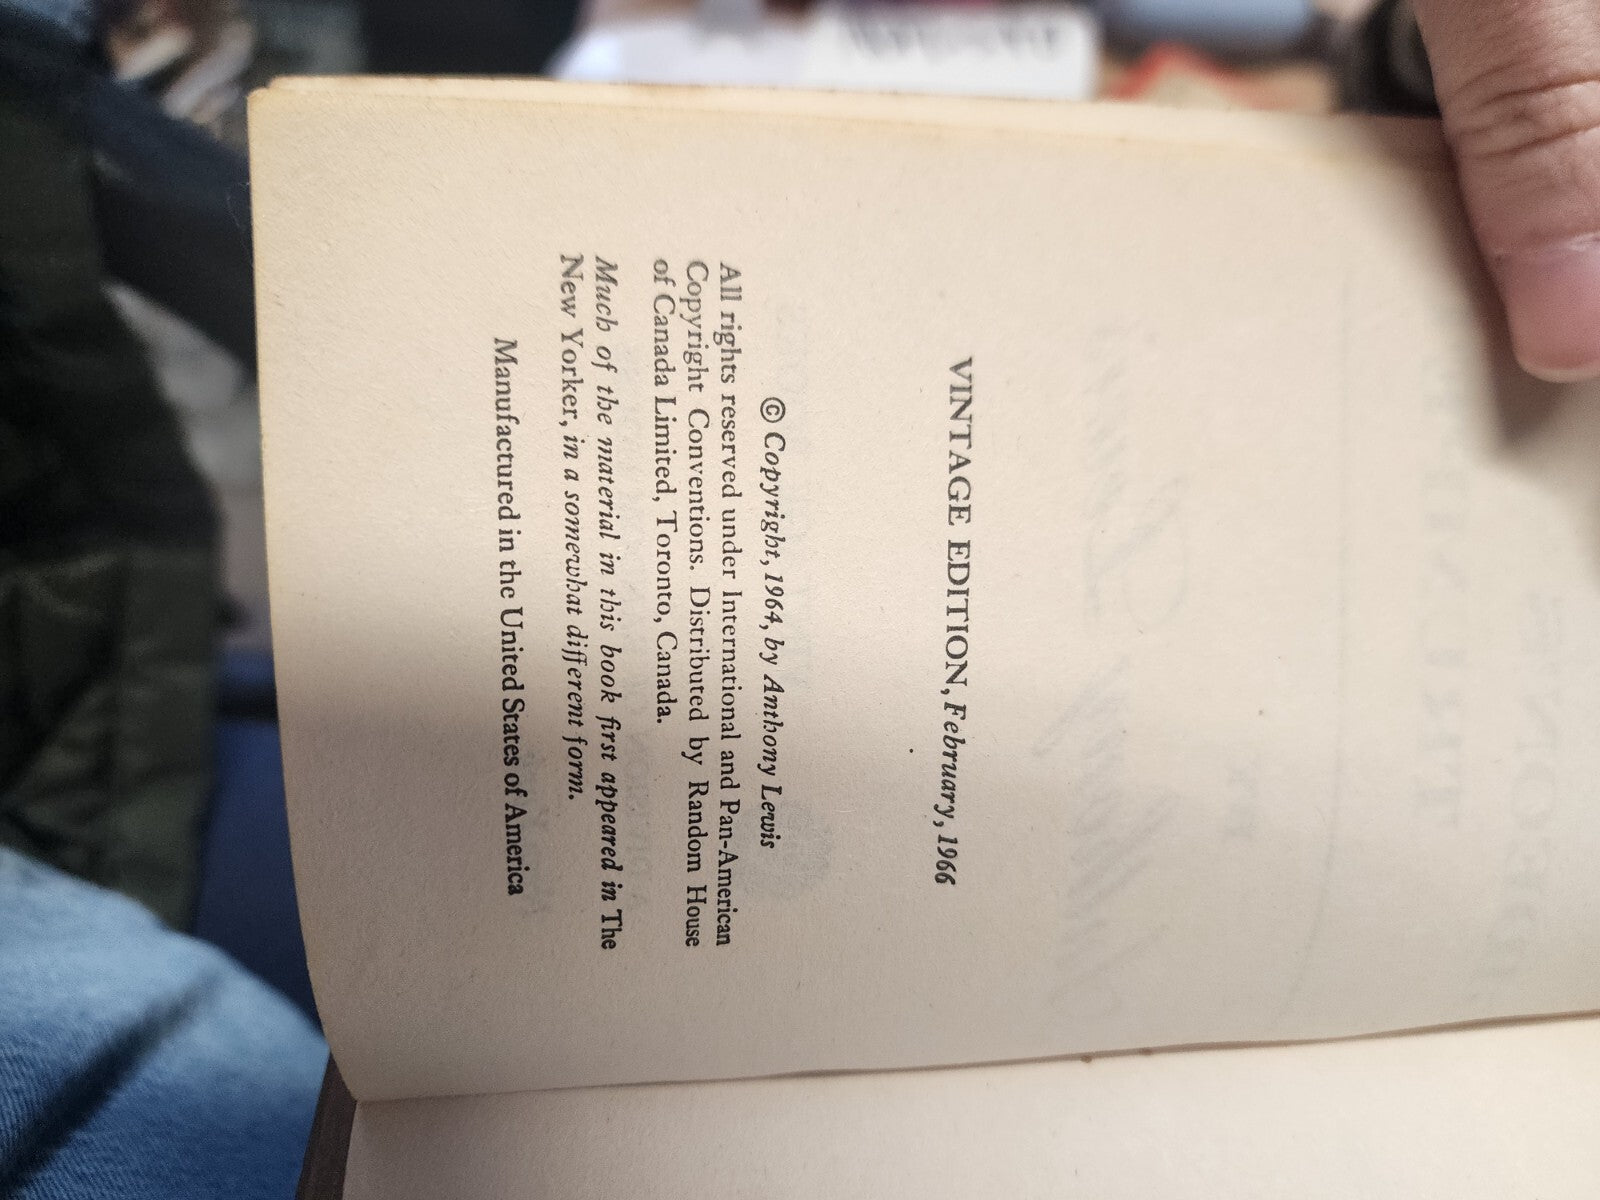 VINTAGE EDITION, February, 1966
© Copyright, 1964, by Anthony Lewis
All rights reserved under International and Pan-American
Copyright Conventions. Distributed by Random House
of Canada Limited, Toronto, Canada.
Much of the material in this book first appeared in The
New Yorker, in a somewhat different form.
Manufactured in the United States of America